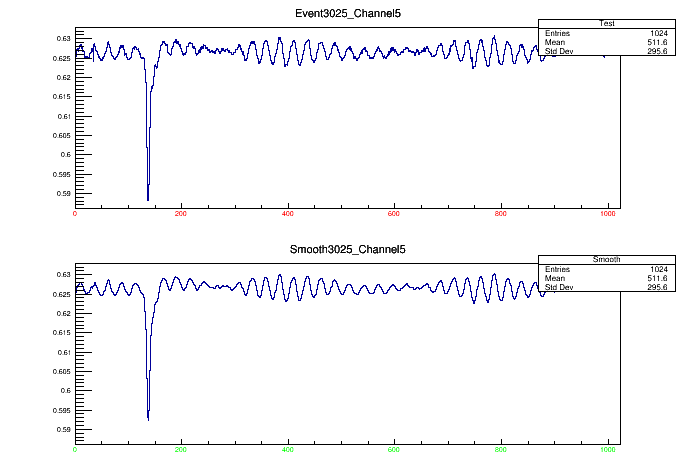 Event3025_Channel5
Test
Entries 1024
Mean 511.6
Std Dev 295.6
0.63
0.625
0.62
0.615
0.61
0.605
0.6
0.595
0.59
0 200 400 600 800 1000
Smooth3025_Channel5
Smooth
Entries 1024
Mean 511.6
Std Dev 295.6
0.63
0.625
0.62
0.615
0.61
0.605
0.6
0.595
0.59
0 200 400 600 800 1000